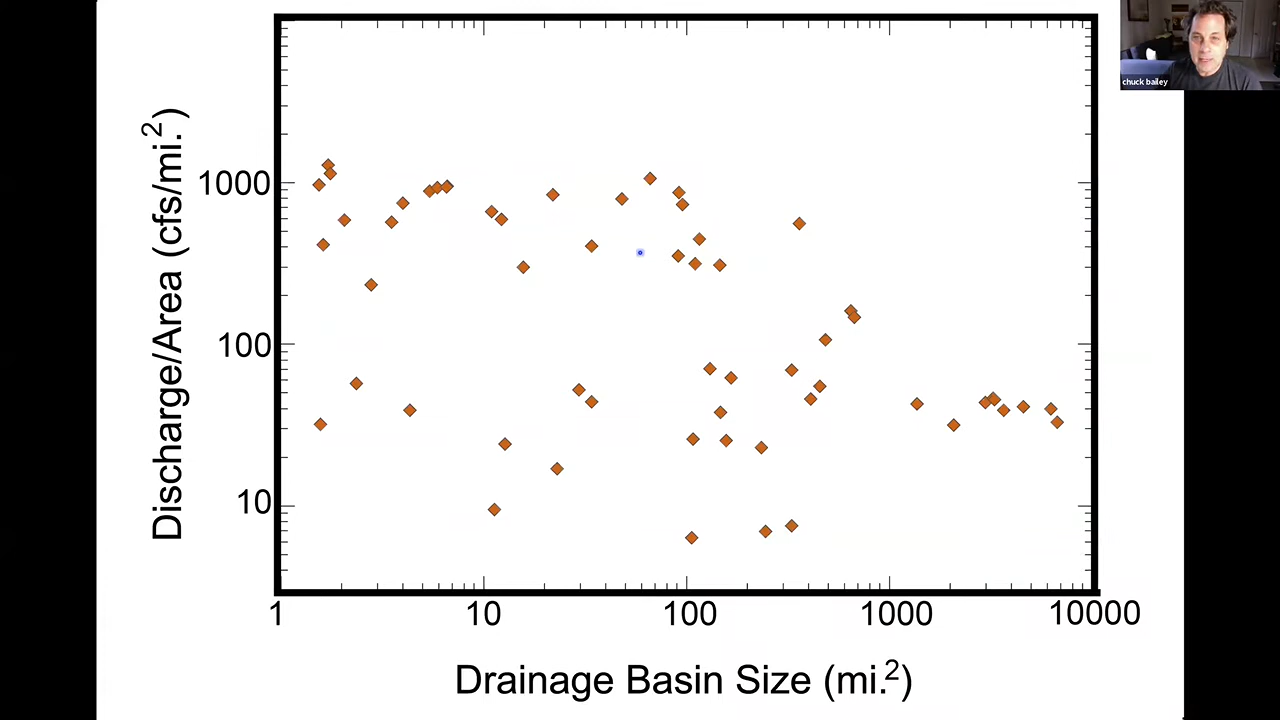 chuck bailey
Discharge/Area (cfs/mi.²)
1000
100
10
1
10
100
1000
10000
Drainage Basin Size (mi.²)